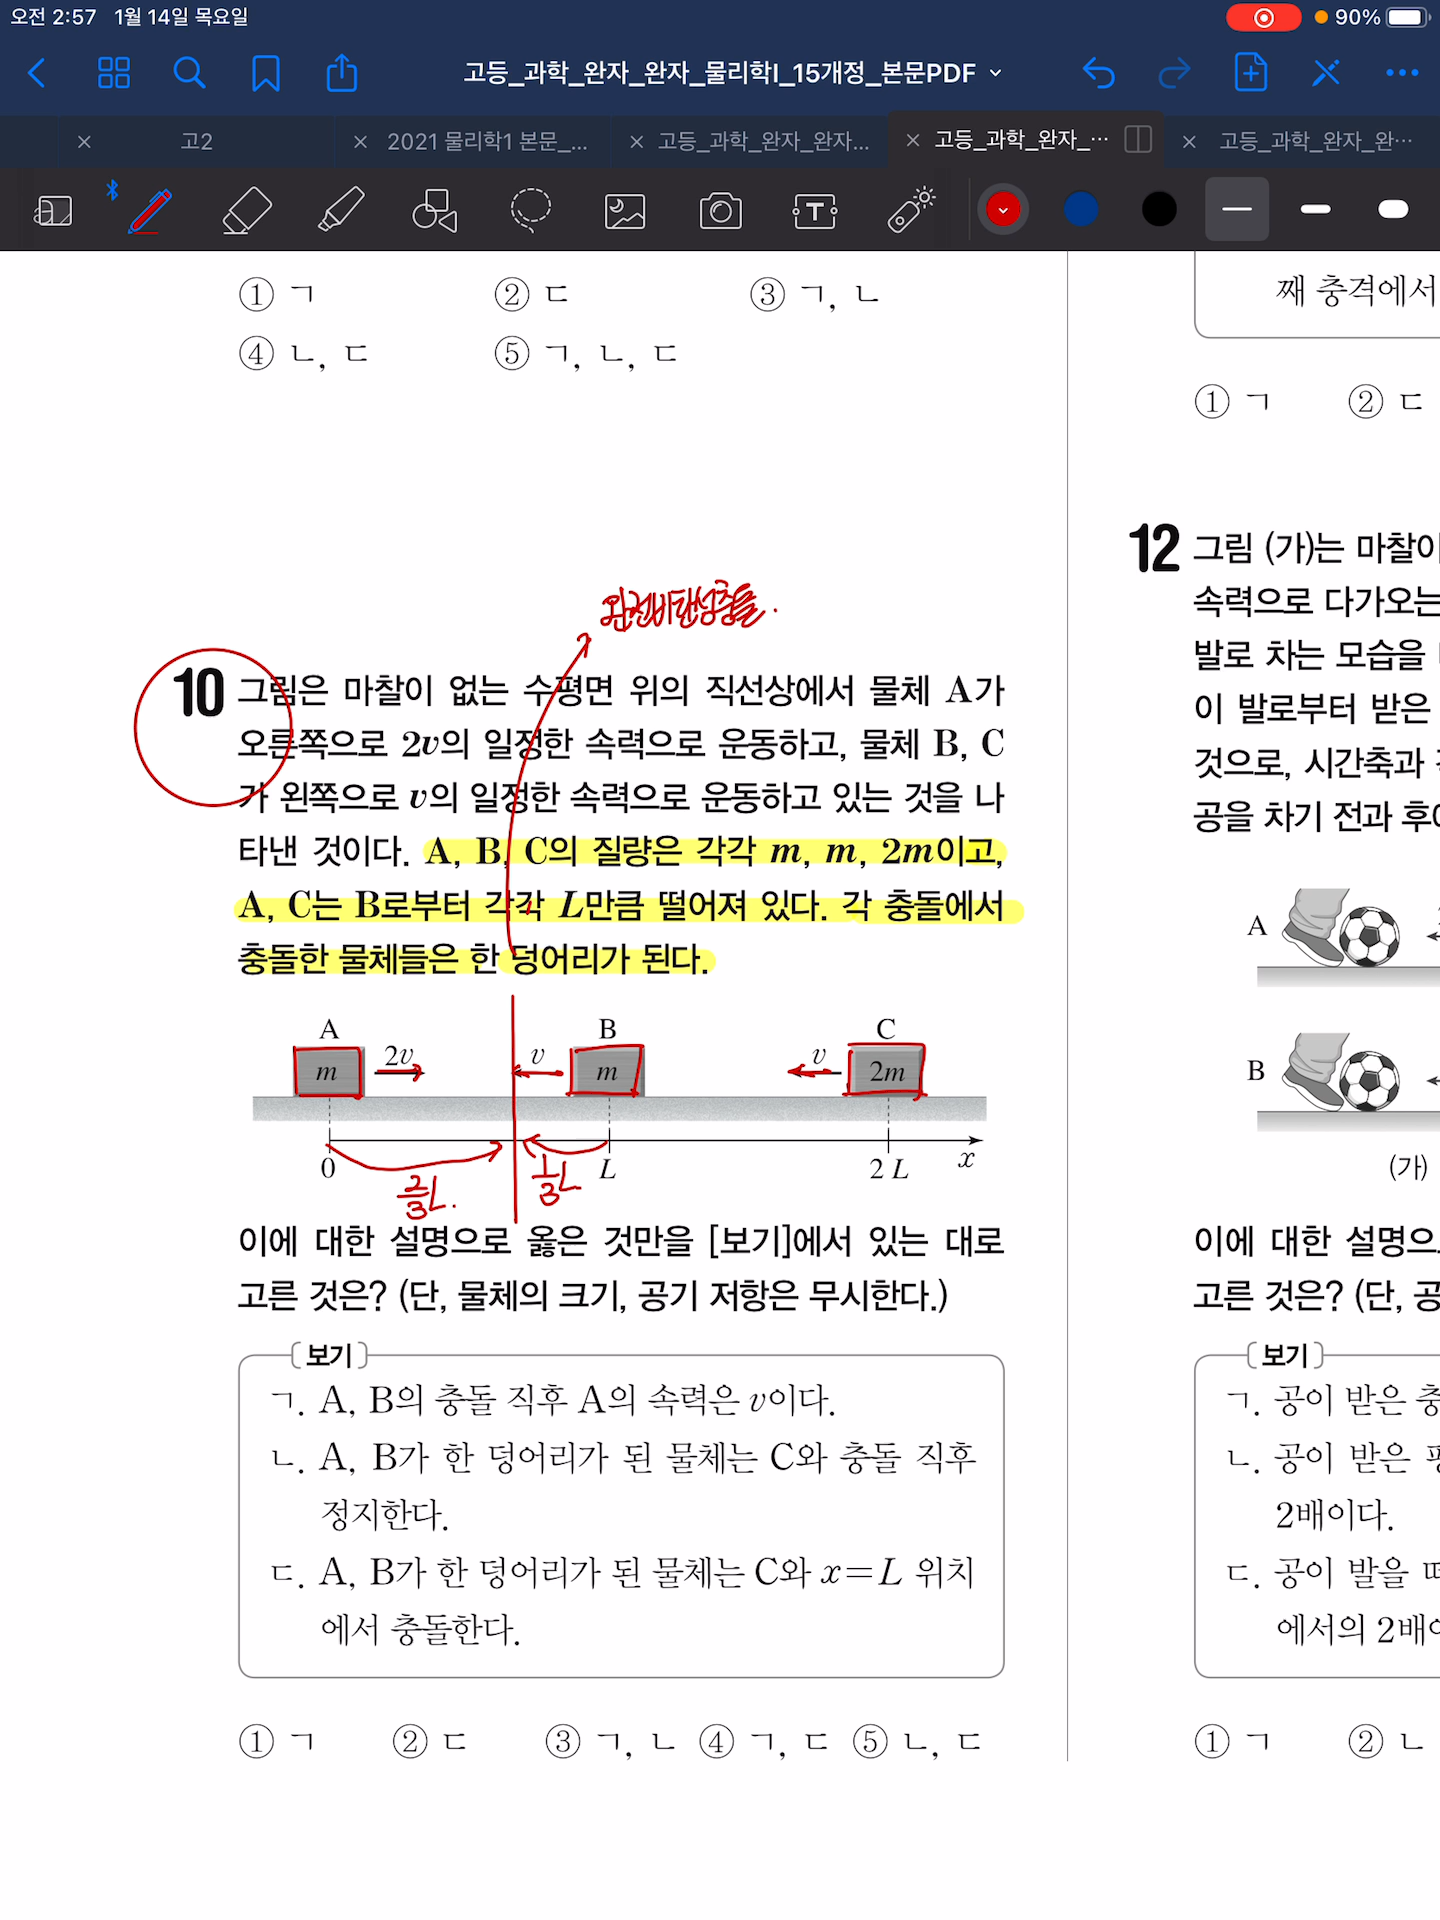 오전 2:57 1월 14일 목요일
90%
고등_과학_완자_완자_물리학I_15개정_본문PDF
고2
2021 물리학1 본문_...
고등_과학_완자_완자...
고등_과학_완자_...
고등_과학_완자_완...
① ㄱ ② ㄷ ③ ㄱ, ㄴ
④ ㄴ, ㄷ ⑤ ㄱ, ㄴ, ㄷ
완전비탄성충돌.
10 그림은 마찰이 없는 수평면 위의 직선상에서 물체 A가
오른쪽으로 2v의 일정한 속력으로 운동하고, 물체 B, C
가 왼쪽으로 v의 일정한 속력으로 운동하고 있는 것을 나
타낸 것이다. A, B, C의 질량은 각각 m, m, 2m이고,
A, C는 B로부터 각각 L만큼 떨어져 있다. 각 충돌에서
충돌한 물체들은 한 덩어리가 된다.
A B C
m 2v v m v 2m
0 L 2L x
2/3 L. 1/3 L
이에 대한 설명으로 옳은 것만을 [보기]에서 있는 대로
고른 것은? (단, 물체의 크기, 공기 저항은 무시한다.)
보기
ㄱ. A, B의 충돌 직후 A의 속력은 v이다.
ㄴ. A, B가 한 덩어리가 된 물체는 C와 충돌 직후
정지한다.
ㄷ. A, B가 한 덩어리가 된 물체는 C와 x=L 위치
에서 충돌한다.
① ㄱ ② ㄷ ③ ㄱ, ㄴ ④ ㄱ, ㄷ ⑤ ㄴ, ㄷ
째 충격에서
① ㄱ ② ㄷ
12 그림 (가)는 마찰이
속력으로 다가오는
발로 차는 모습을
이 발로부터 받은
것으로, 시간축과
공을 차기 전과 후에
A
B
(가)
이에 대한 설명으
고른 것은? (단, 공
보기
ㄱ. 공이 받은 충
ㄴ. 공이 받은 평
2배이다.
ㄷ. 공이 발을 떠
에서의 2배
① ㄱ ② ㄴ